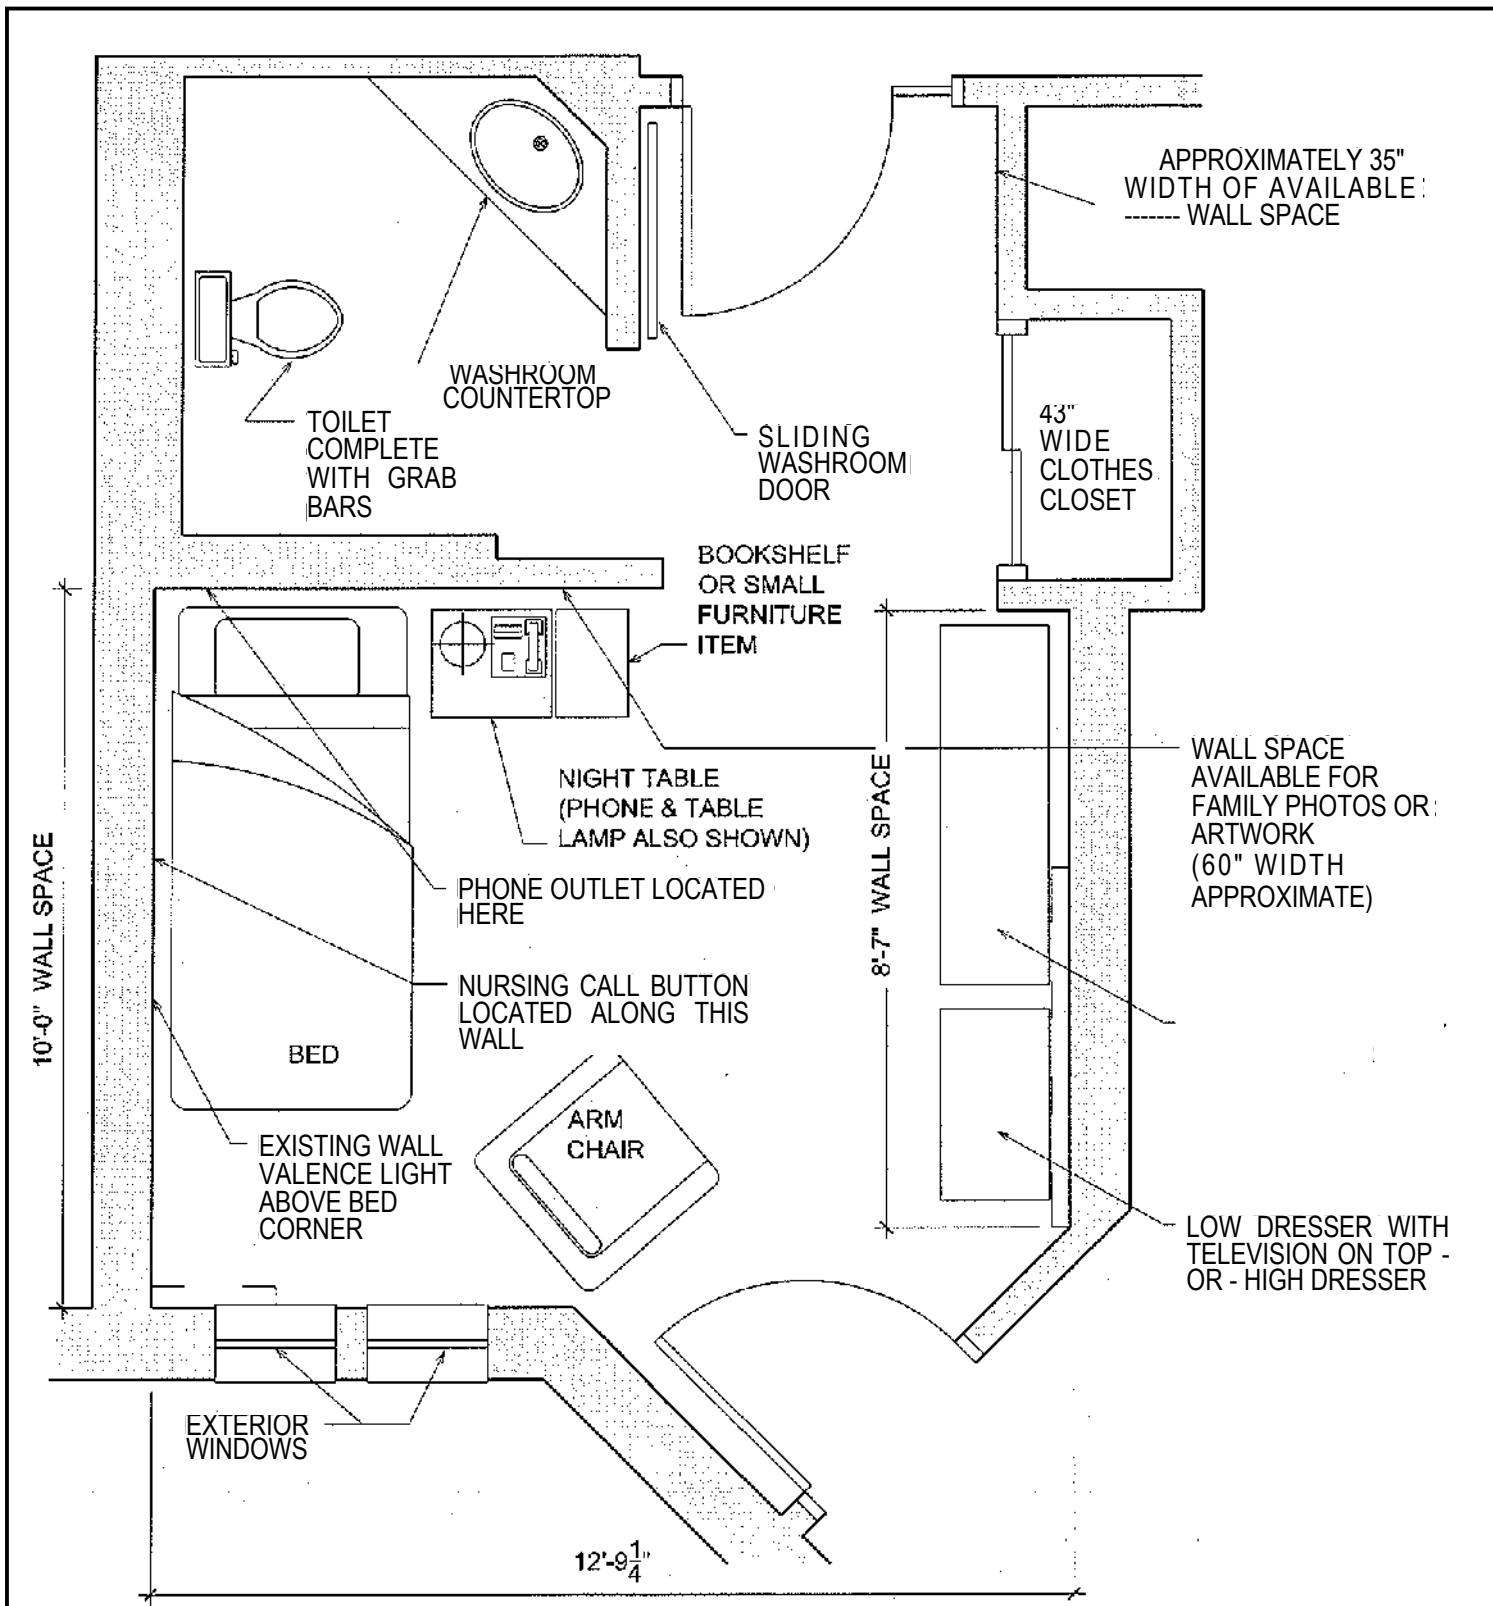 APPROXIMATELY 35"
WIDTH OF AVAILABLE
------- WALL SPACE
WASHROOM
COUNTERTOP
TOILET
COMPLETE
WITH GRAB
BARS
SLIDING
WASHROOM
DOOR
43"
WIDE
CLOTHES
CLOSET
BOOKSHELF
OR SMALL
FURNITURE
ITEM
WALL SPACE
AVAILABLE FOR
FAMILY PHOTOS OR
ARTWORK
(60" WIDTH
APPROXIMATE)
NIGHT TABLE
(PHONE & TABLE
LAMP ALSO SHOWN)
8'-7" WALL SPACE
10'-0" WALL SPACE
PHONE OUTLET LOCATED
HERE
NURSING CALL BUTTON
LOCATED ALONG THIS
WALL
BED
ARM
CHAIR
EXISTING WALL
VALENCE LIGHT
ABOVE BED
CORNER
LOW DRESSER WITH
TELEVISION ON TOP -
OR - HIGH DRESSER
EXTERIOR
WINDOWS
12'-9 1/4"